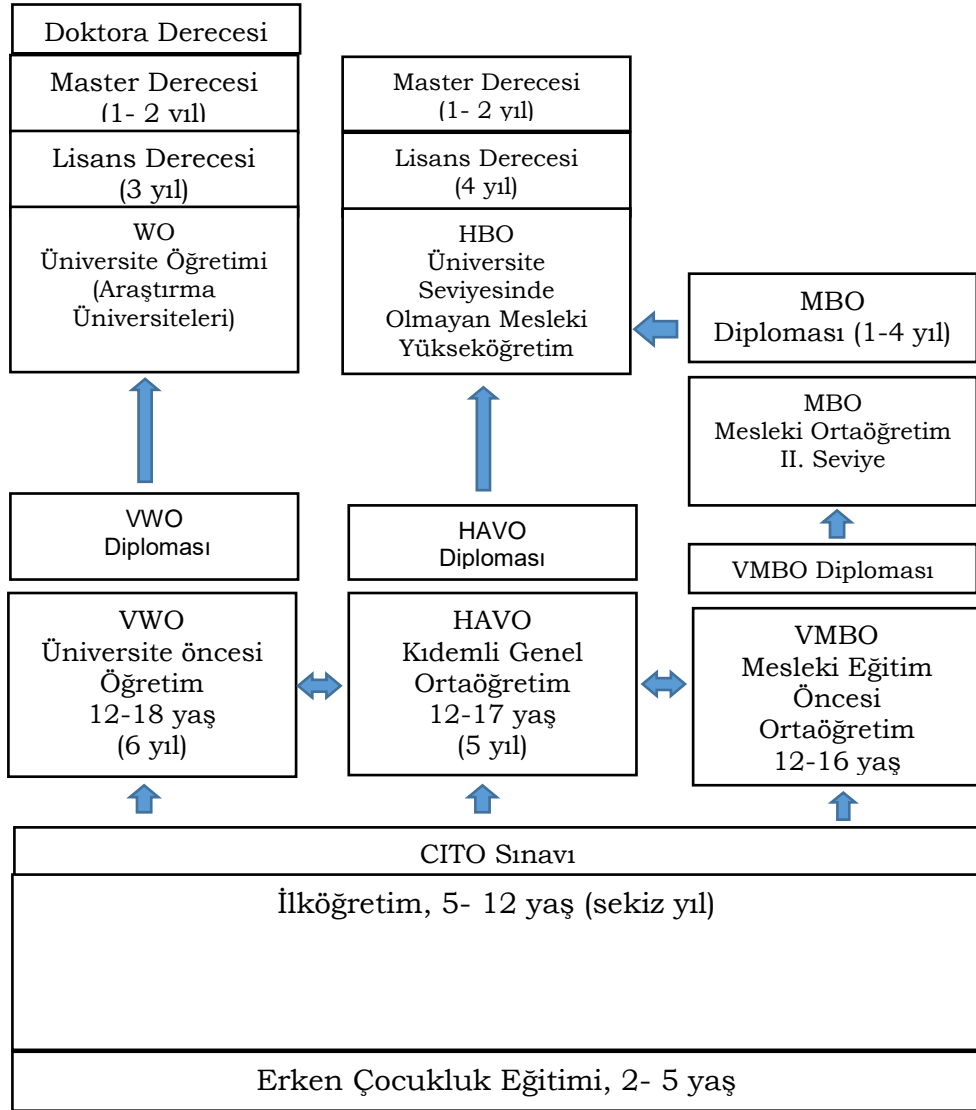 Doktora Derecesi
Master Derecesi
(1- 2 yıl)
Lisans Derecesi
(3 yıl)
WO
Üniversite Öğretimi
(Araştırma
Üniversiteleri)
Master Derecesi
(1- 2 yıl)
Lisans Derecesi
(4 yıl)
HBO
Üniversite
Seviyesinde
Olmayan Mesleki
Yükseköğretim
MBO
Diploması (1-4 yıl)
MBO
Mesleki Ortaöğretim
II. Seviye
VWO
Diploması
HAVO
Diploması
VMBO Diploması
VWO
Üniversite öncesi
Öğretim
12-18 yaş
(6 yıl)
HAVO
Kıdemli Genel
Ortaöğretim
12-17 yaş
(5 yıl)
VMBO
Mesleki Eğitim
Öncesi
Ortaöğretim
12-16 yaş
CITO Sınavı
İlköğretim, 5- 12 yaş (sekiz yıl)
Erken Çocukluk Eğitimi, 2- 5 yaş